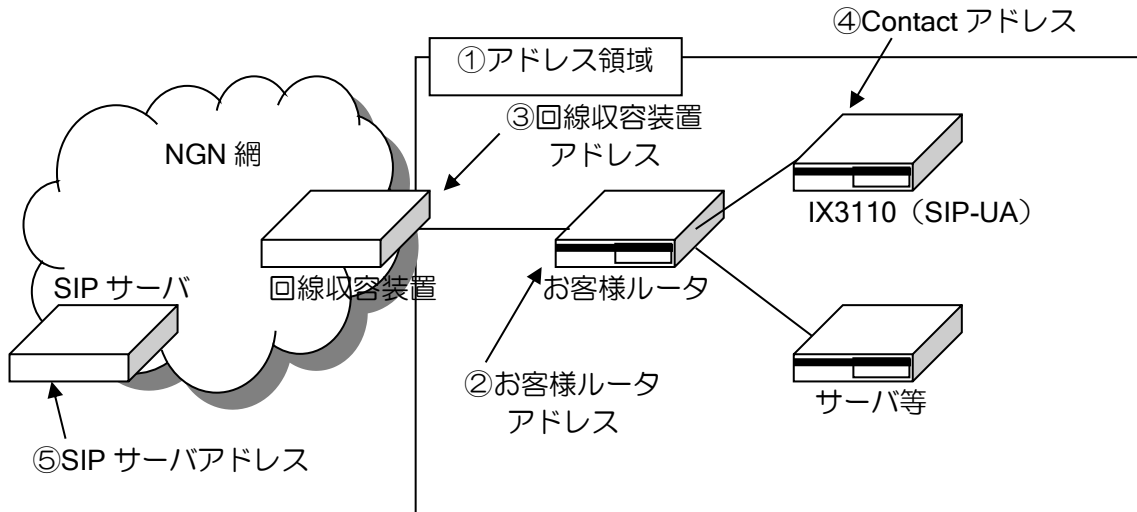 ④Contact アドレス
①アドレス領域
③回線収容装置
アドレス
NGN 網
IX3110（SIP-UA）
SIP サーバ
回線収容装置
お客様ルータ
②お客様ルータ
アドレス
サーバ等
⑤SIP サーバアドレス